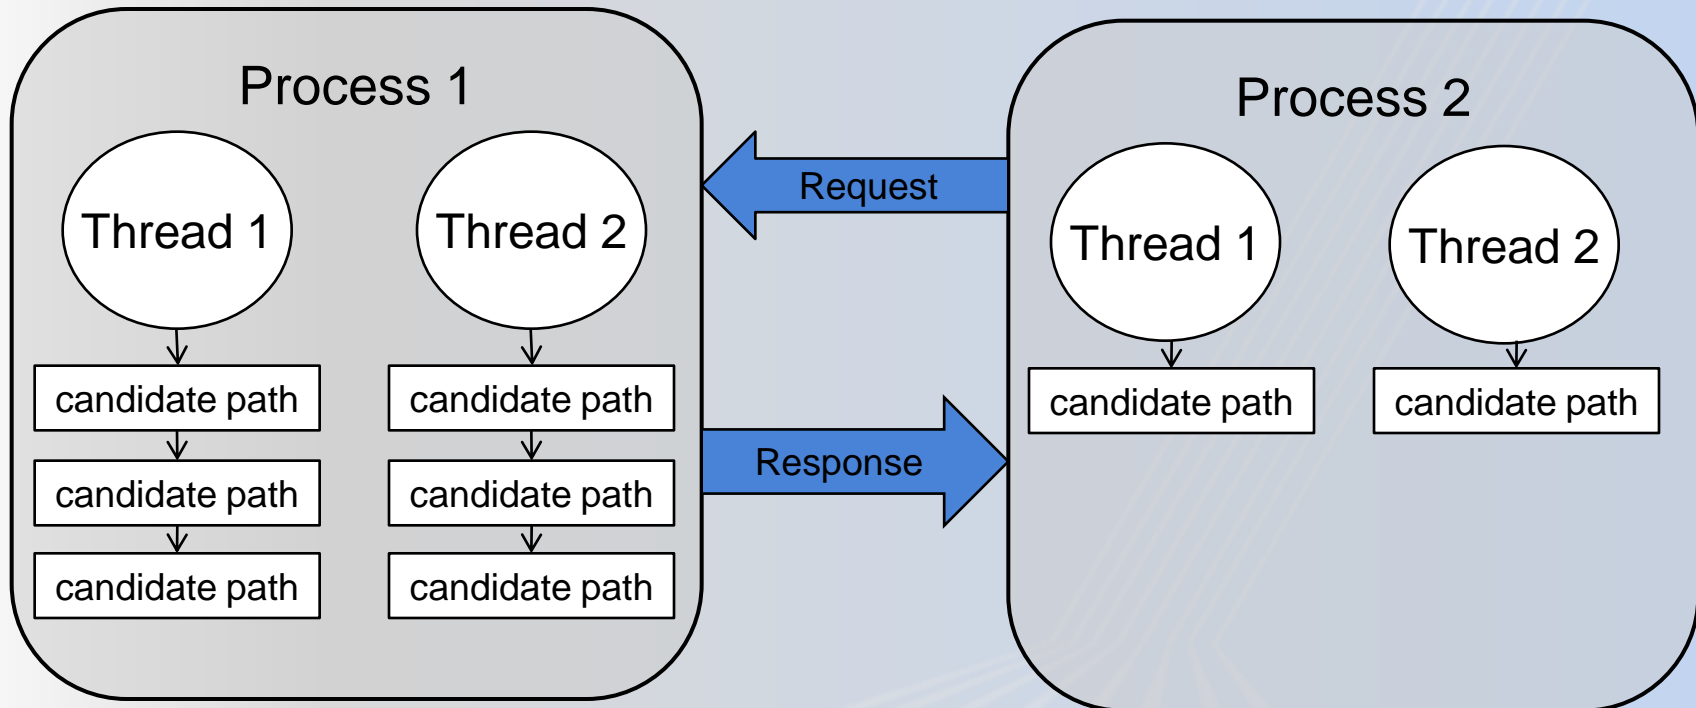 Process 1
Thread 1
Thread 2
candidate path
candidate path
candidate path
candidate path
candidate path
candidate path
Request
Response
Process 2
Thread 1
Thread 2
candidate path
candidate path